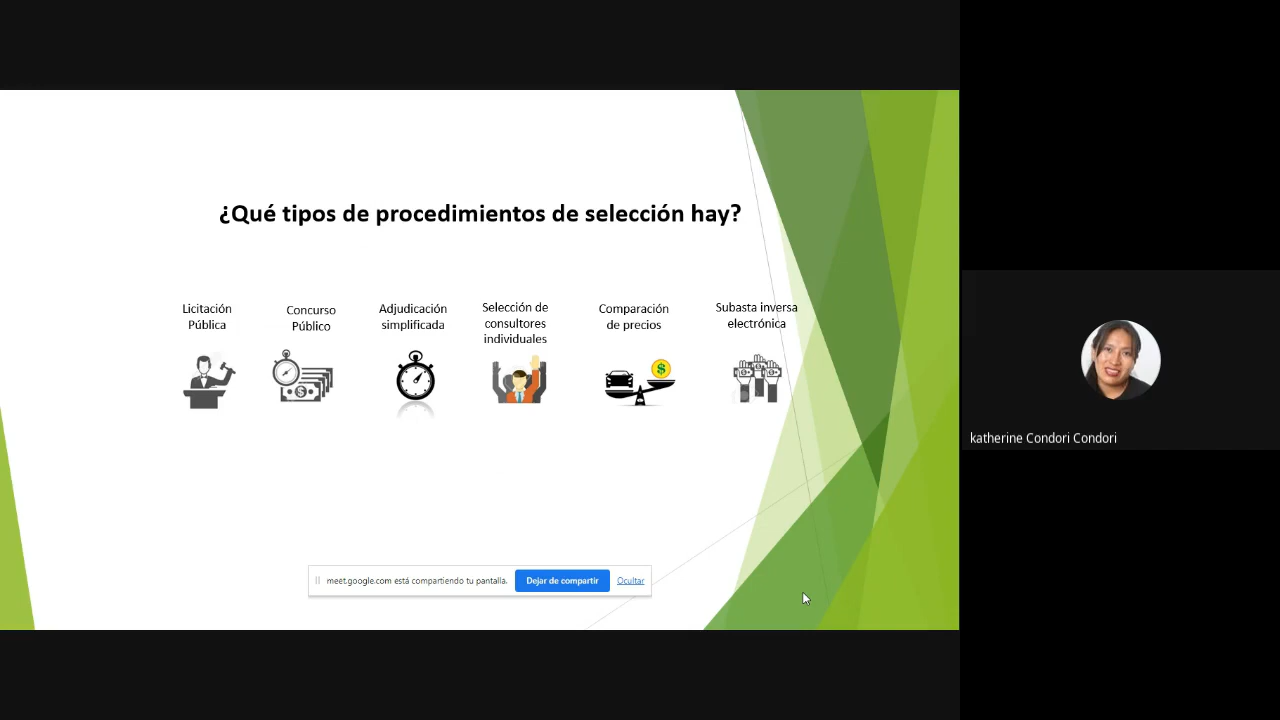 ¿Qué tipos de procedimientos de selección hay?
Licitación
Pública
Concurso
Público
Adjudicación
simplificada
Selección de
consultores
individuales
Comparación
de precios
Subasta inversa
electrónica
meet.google.com está compartiendo tu pantalla.
Dejar de compartir
Ocultar
katherine Condori Condori